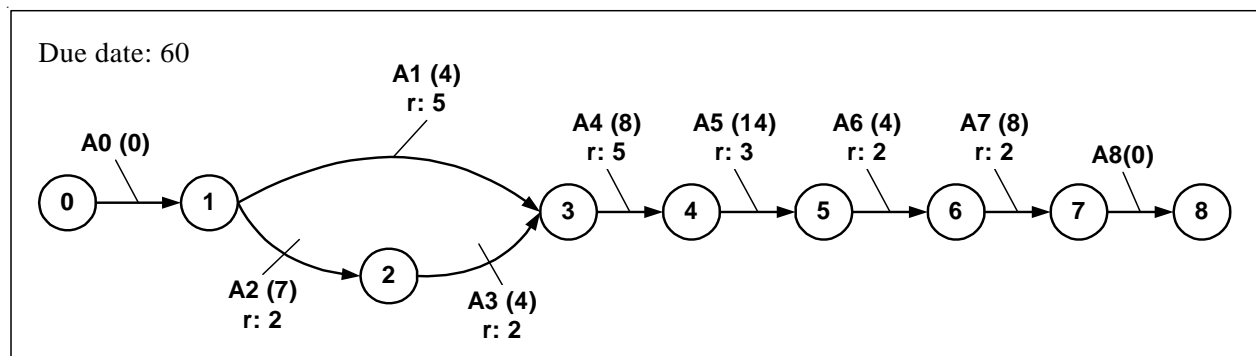 Due date: 60
A1 (4)
r: 5
A0 (0)
A4 (8)
r: 5
A5 (14)
r: 3
A6 (4)
r: 2
A7 (8)
r: 2
A8(0)
0
1
3
4
5
6
7
8
2
A2 (7)
r: 2
A3 (4)
r: 2